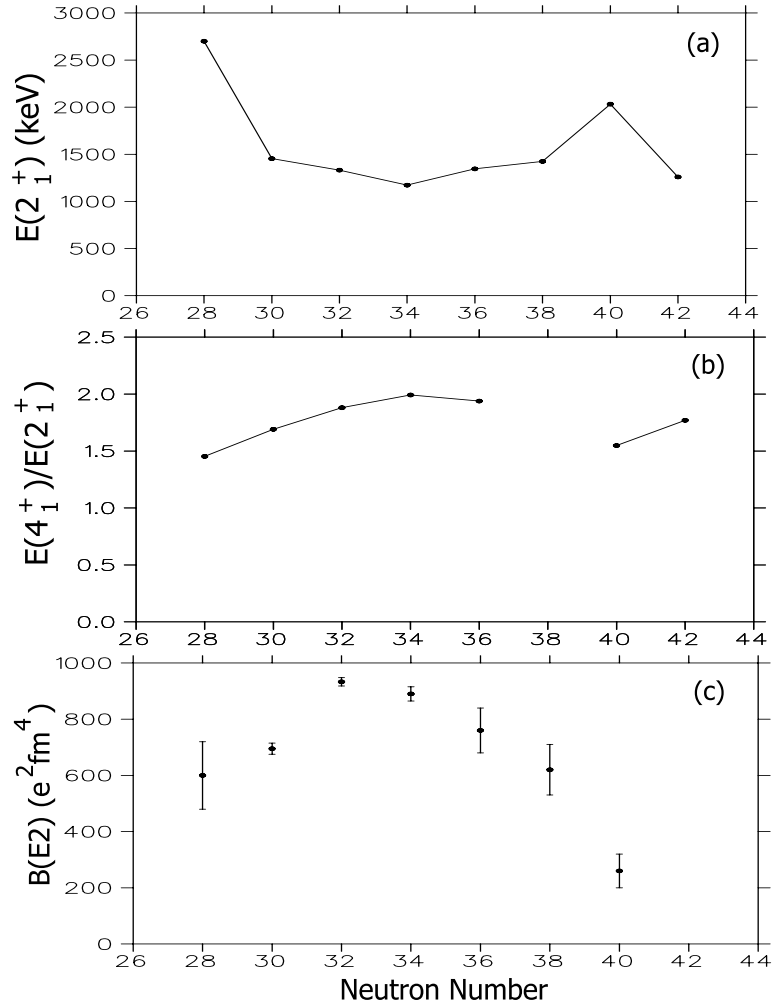 (a)
E(2 1 +) (keV)
3000
2500
2000
1500
1000
500
0
26 28 30 32 34 36 38 40 42 44
(b)
E(4 1 +)/E(2 1 +)
2.5
2.0
1.5
1.0
0.5
0.0
26 28 30 32 34 36 38 40 42 44
(c)
B(E2) (e²fm⁴)
1000
800
600
400
200
0
26 28 30 32 34 36 38 40 42 44
Neutron Number